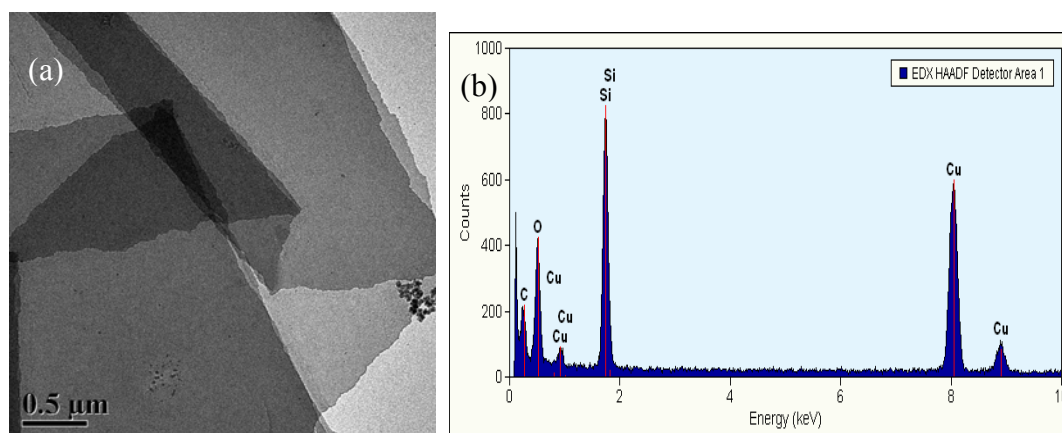 (a)
0.5 μm
(b)
EDX HAADF Detector Area 1
Counts
1000
800
600
400
200
0
C
O
Cu
Cu
Cu
Si
Si
Cu
Cu
0
2
4
6
8
10
Energy (keV)